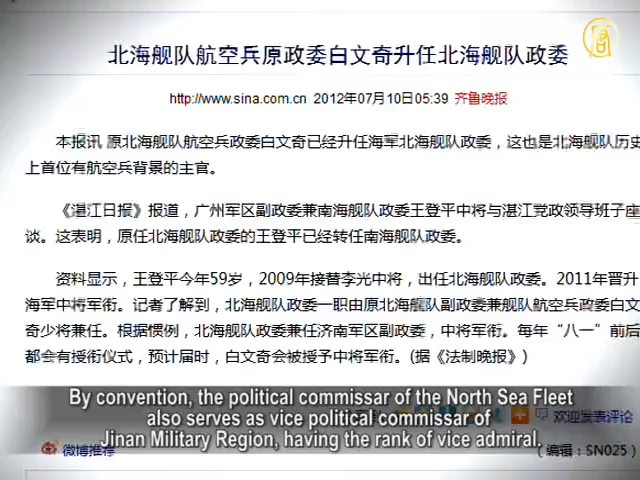 北海舰队航空兵原政委白文奇升任北海舰队政委
http://www.sina.com.cn 2012年07月10日05:39 齐鲁晚报
本报讯 原北海舰队航空兵政委白文奇已经升任海军北海舰队政委，这也是北海舰队历史
上首位有航空兵背景的主官。
《湛江日报》报道，广州军区副政委兼南海舰队政委王登平中将与湛江党政领导班子座
谈。这表明，原任北海舰队政委的王登平已经转任南海舰队政委。
资料显示，王登平今年59岁，2009年接替李光中将，出任北海舰队政委。2011年晋升
海军中将军衔。记者了解到，北海舰队政委一职由原北海舰队副政委兼舰队航空兵政委白文
奇少将兼任。根据惯例，北海舰队政委兼任济南军区副政委，中将军衔。每年“八一”前后
都会有授衔仪式，预计届时，白文奇会被授予中将军衔。(据《法制晚报》)
By convention, the political commissar of the North Sea Fleet
also serves as vice political commissar of
Jinan Military Region, having the rank of vice admiral.
欢迎发表评论
微博推荐
(编辑：SN025)